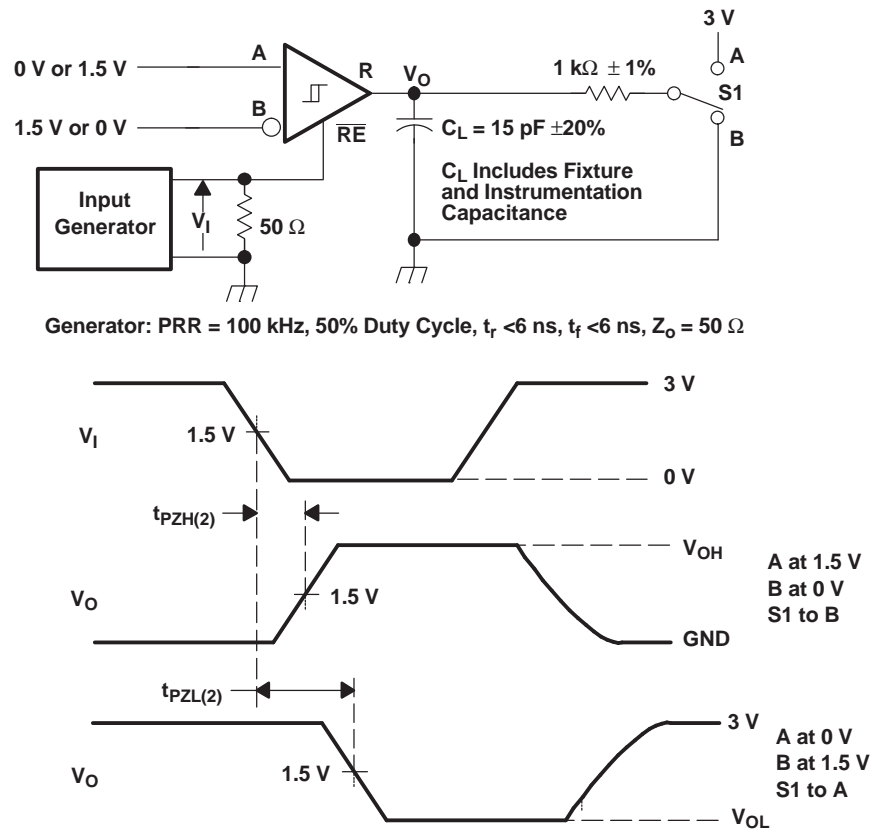 3 V
A
0 V or 1.5 V
A
R
V_O
1 kΩ ± 1%
S1
B
1.5 V or 0 V
B
R̅E̅
C_L = 15 pF ±20%
C_L Includes Fixture
and Instrumentation
Capacitance
Input
Generator
V_I
50 Ω
Generator: PRR = 100 kHz, 50% Duty Cycle, t_r <6 ns, t_f <6 ns, Z_o = 50 Ω
3 V
V_I
1.5 V
0 V
t_PZH(2)
V_OH
A at 1.5 V
B at 0 V
S1 to B
V_O
1.5 V
GND
t_PZL(2)
3 V
A at 0 V
B at 1.5 V
S1 to A
V_O
1.5 V
V_OL